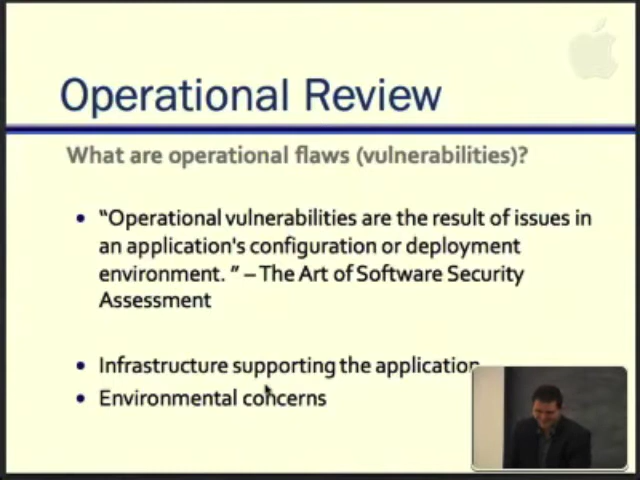 Operational Review
What are operational flaws (vulnerabilities)?
• “Operational vulnerabilities are the result of issues in
an application's configuration or deployment
environment. ” – The Art of Software Security
Assessment
• Infrastructure supporting the application
• Environmental concerns